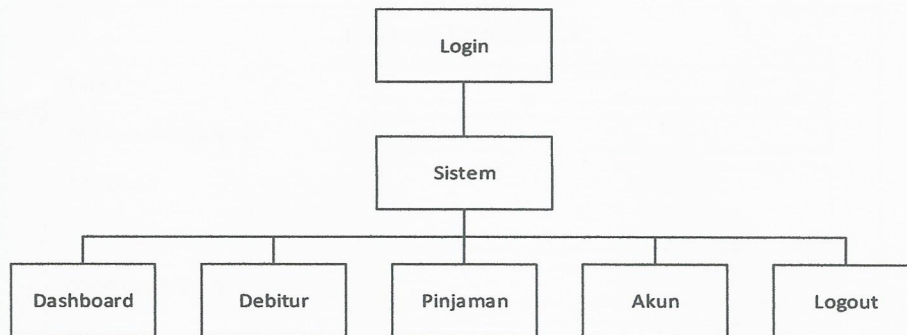 Login
Sistem
Dashboard
Debitur
Pinjaman
Akun
Logout